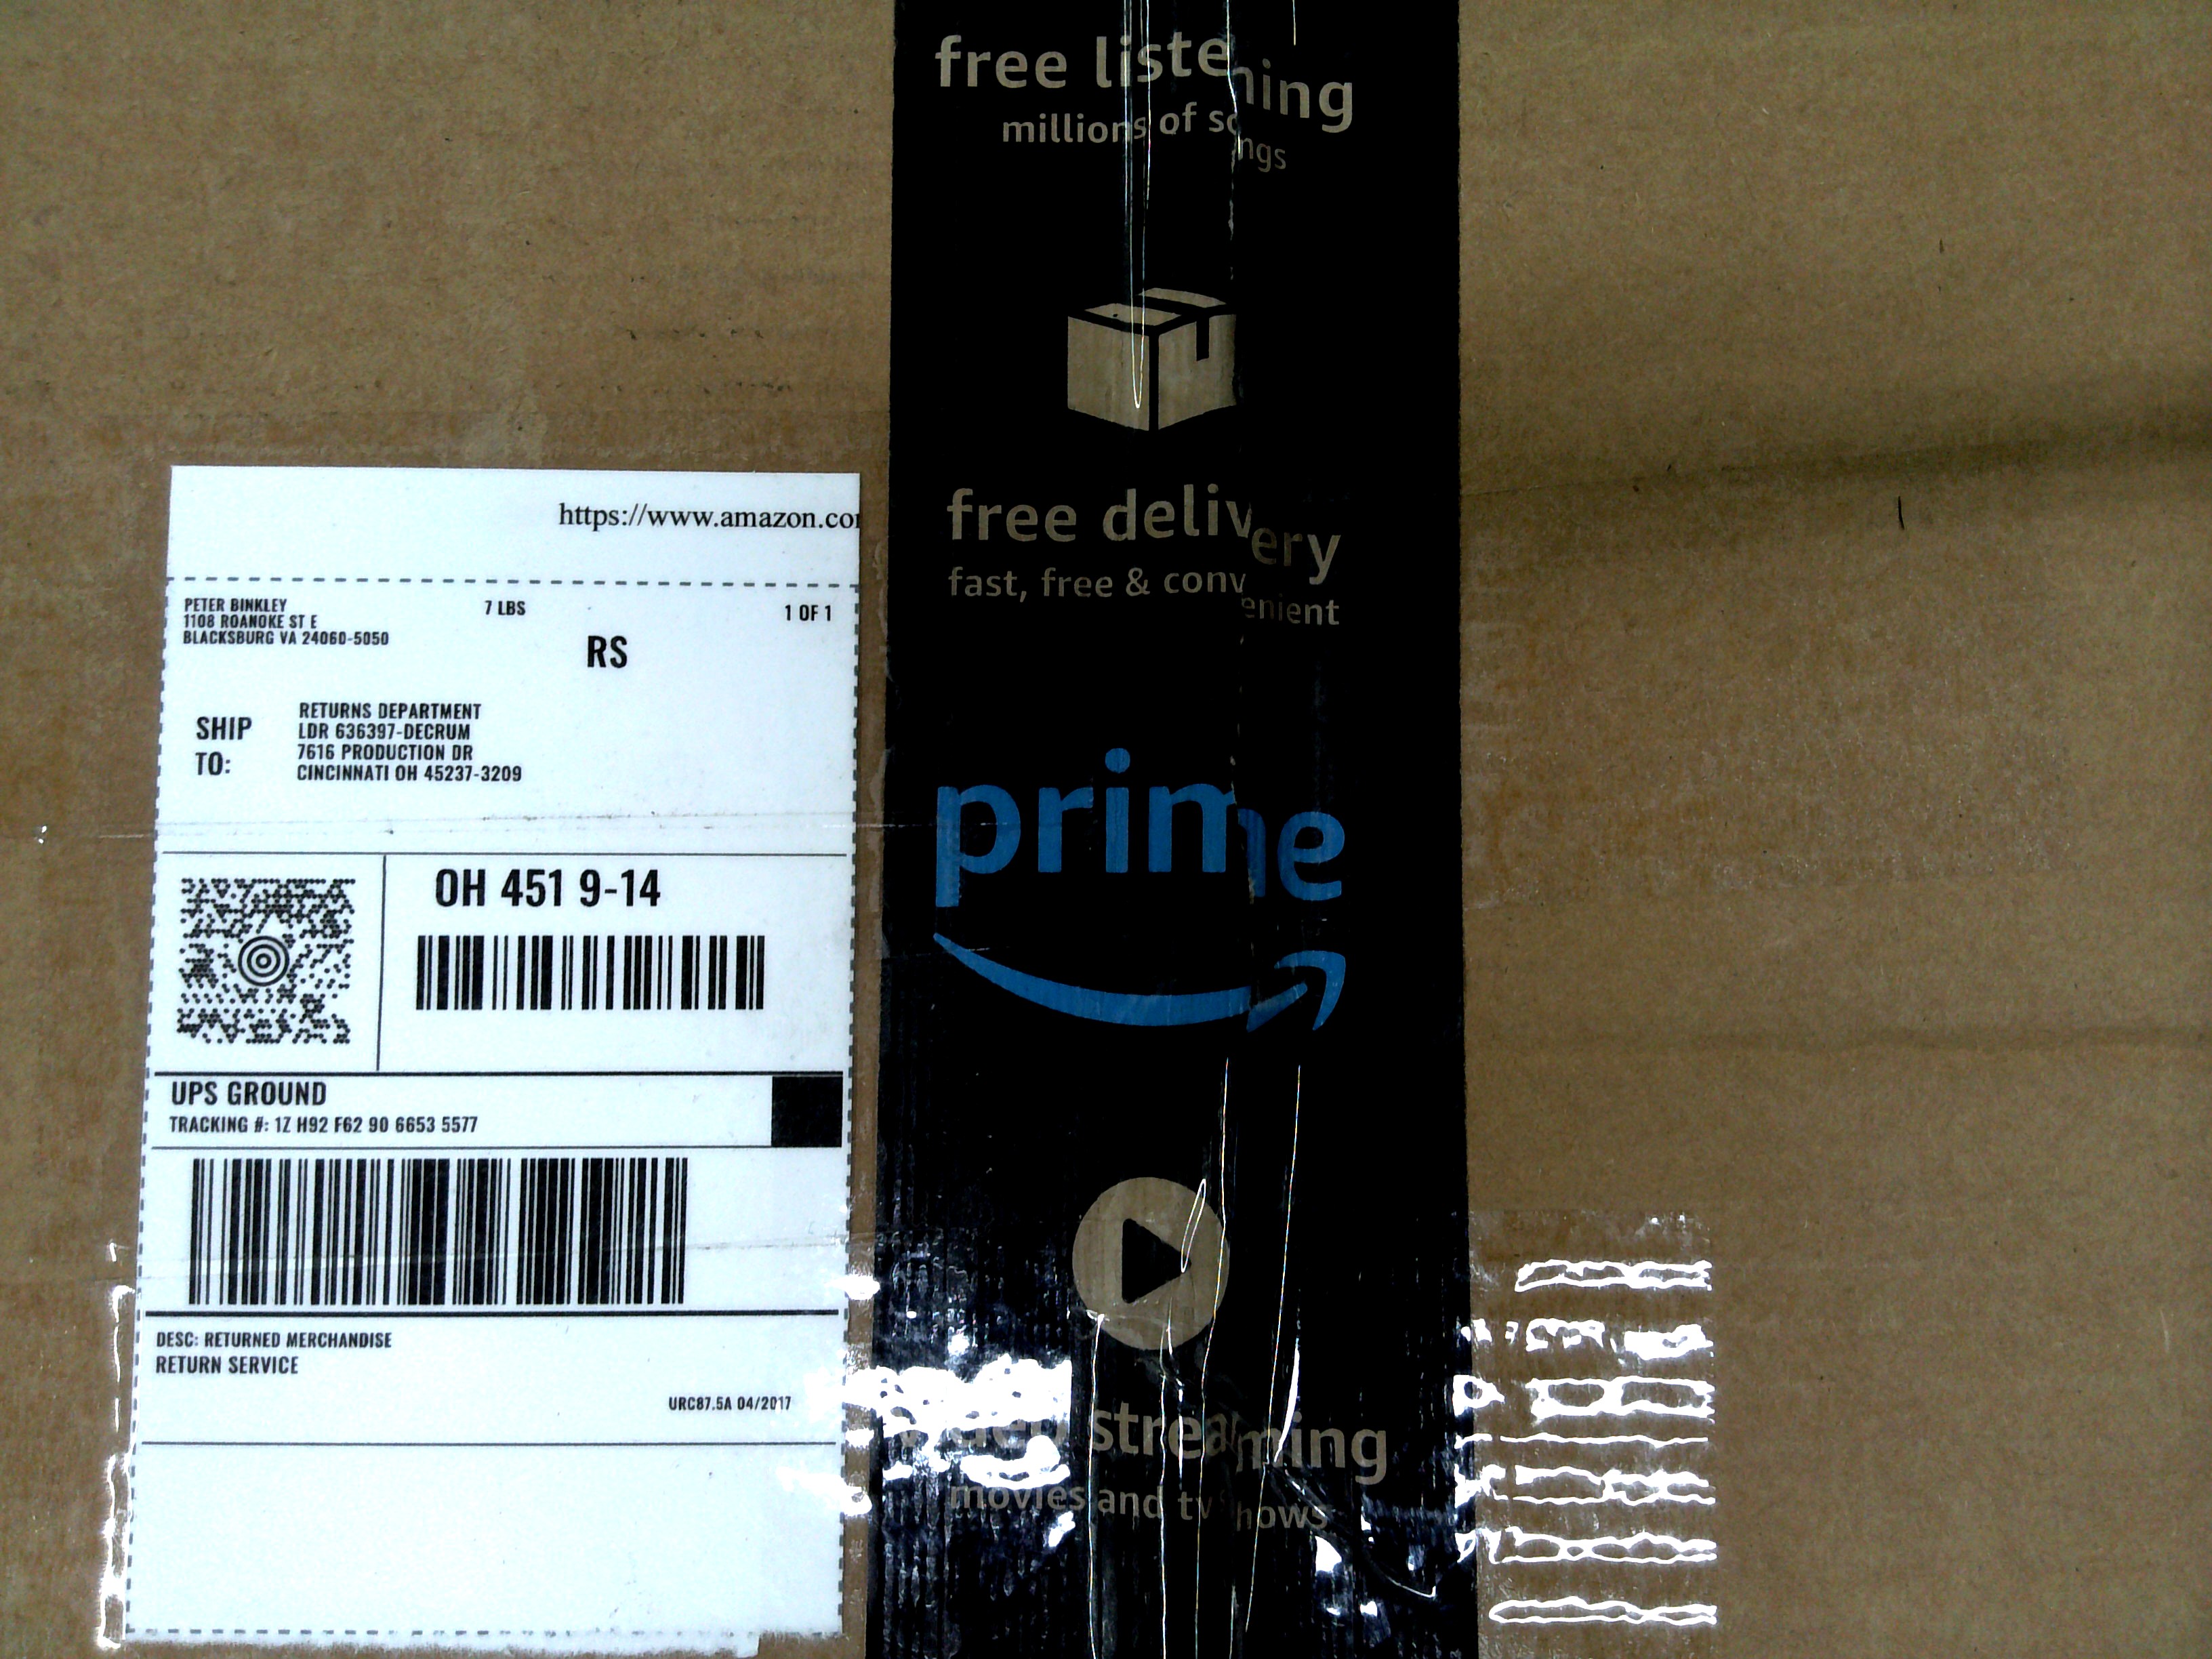 free listening
millions of songs
free delivery
fast, free & convenient
prime
video streaming
movies and tv shows
https://www.amazon.co
PETER BINKLEY
1108 ROANOKE ST E
BLACKSBURG VA 24060-5050
7 LBS
1 OF 1
RS
SHIP
TO:
RETURNS DEPARTMENT
LDR 636397-DECRUM
7616 PRODUCTION DR
CINCINNATI OH 45237-3209
OH 451 9-14
UPS GROUND
TRACKING #: 1Z H92 F62 90 6653 5577
DESC: RETURNED MERCHANDISE
RETURN SERVICE
URC87.5A 04/2017